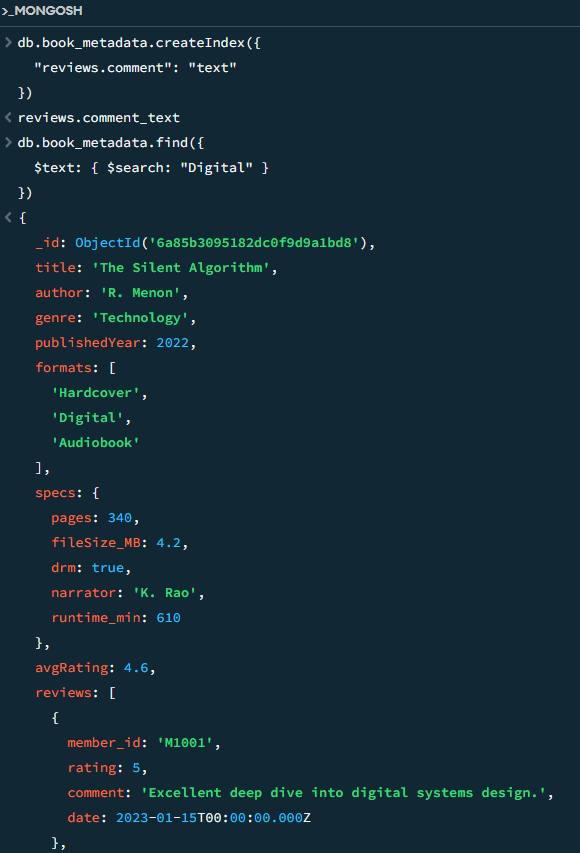 >_MONGOSH
> db.book_metadata.createIndex({
"reviews.comment": "text"
})
< reviews.comment_text
> db.book_metadata.find({
$text: { $search: "Digital" }
})
< {
_id: ObjectId('6a85b3095182dc0f9d9a1bd8'),
title: 'The Silent Algorithm',
author: 'R. Menon',
genre: 'Technology',
publishedYear: 2022,
formats: [
'Hardcover',
'Digital',
'Audiobook'
],
specs: {
pages: 340,
fileSize_MB: 4.2,
drm: true,
narrator: 'K. Rao',
runtime_min: 610
},
avgRating: 4.6,
reviews: [
{
member_id: 'M1001',
rating: 5,
comment: 'Excellent deep dive into digital systems design.',
date: 2023-01-15T00:00:00.000Z
},